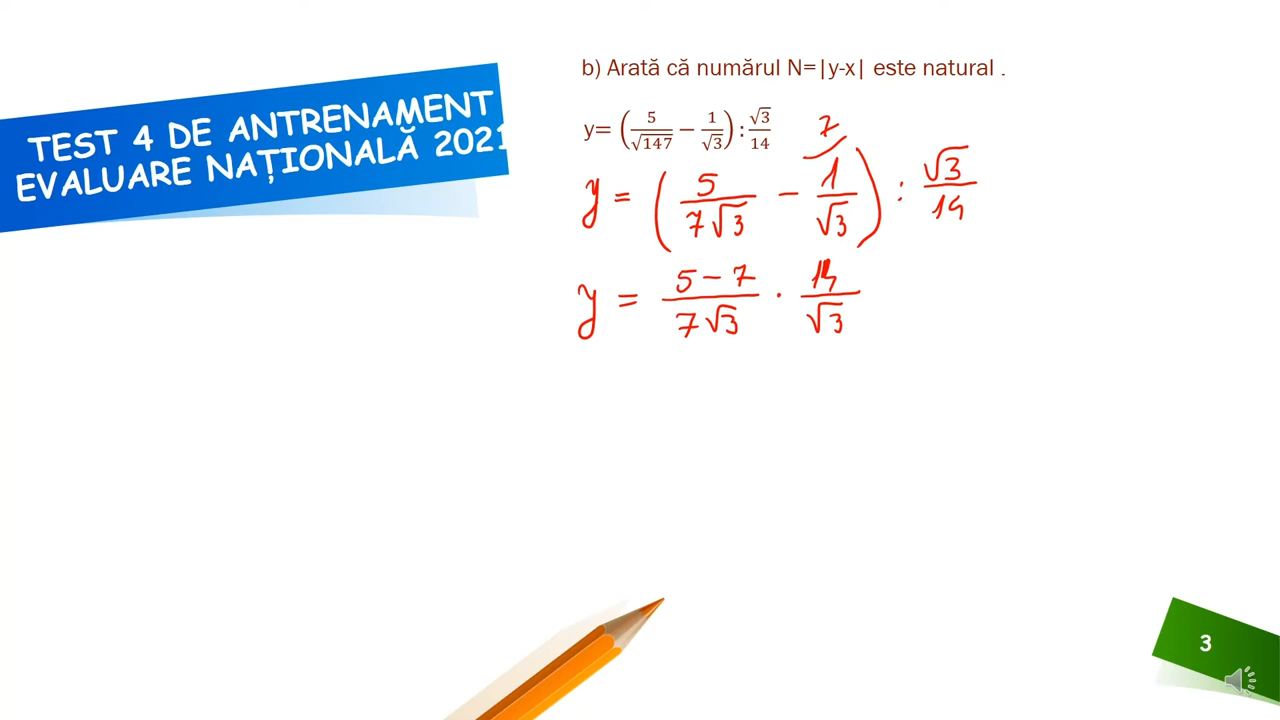 TEST 4 DE ANTRENAMENT
EVALUARE NAȚIONALĂ 2021
b) Arată că numărul N=|y-x| este natural .
y= (5/√147 − 1/√3) : √3/14
7
y = (5/7√3 − 1/√3) : √3/14
y = 5−7/7√3 · 14/√3
3